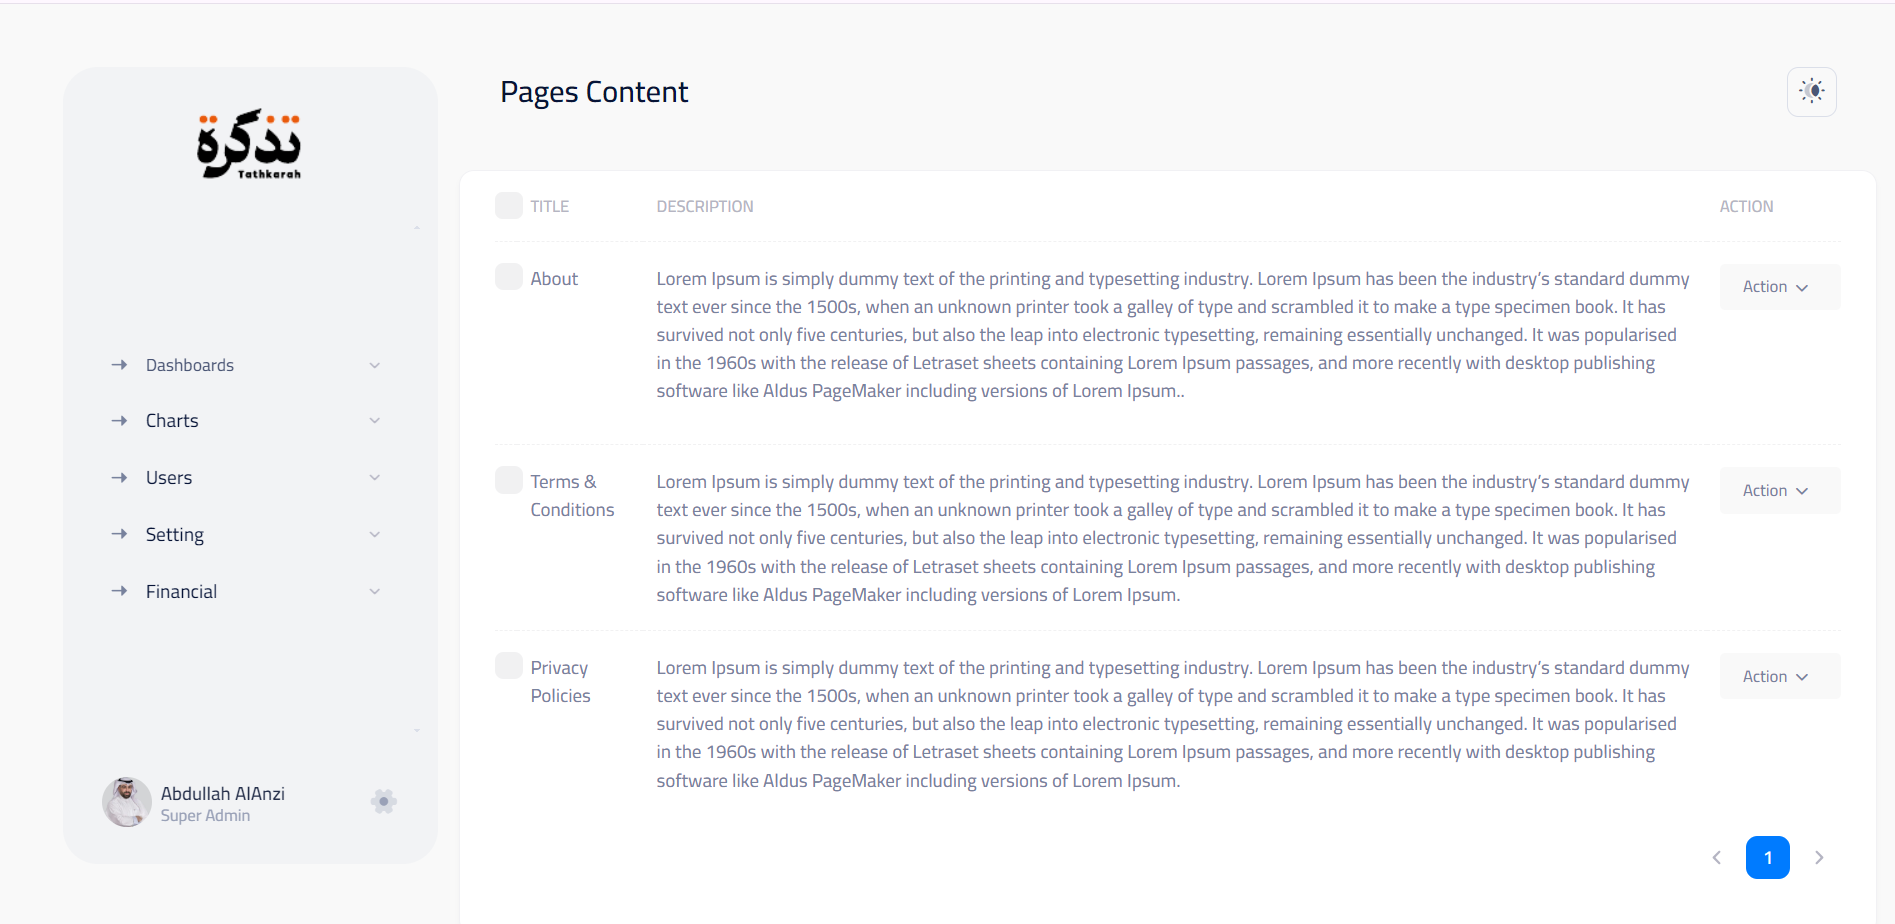 تذكرة
Tathkarah
Dashboards
Charts
Users
Setting
Financial
Abdullah AlAnzi
Super Admin
Pages Content
TITLE DESCRIPTION ACTION
About
Lorem Ipsum is simply dummy text of the printing and typesetting industry. Lorem Ipsum has been the industry’s standard dummy
text ever since the 1500s, when an unknown printer took a galley of type and scrambled it to make a type specimen book. It has
survived not only five centuries, but also the leap into electronic typesetting, remaining essentially unchanged. It was popularised
in the 1960s with the release of Letraset sheets containing Lorem Ipsum passages, and more recently with desktop publishing
software like Aldus PageMaker including versions of Lorem Ipsum..
Action
Terms &
Conditions
Lorem Ipsum is simply dummy text of the printing and typesetting industry. Lorem Ipsum has been the industry’s standard dummy
text ever since the 1500s, when an unknown printer took a galley of type and scrambled it to make a type specimen book. It has
survived not only five centuries, but also the leap into electronic typesetting, remaining essentially unchanged. It was popularised
in the 1960s with the release of Letraset sheets containing Lorem Ipsum passages, and more recently with desktop publishing
software like Aldus PageMaker including versions of Lorem Ipsum.
Action
Privacy
Policies
Lorem Ipsum is simply dummy text of the printing and typesetting industry. Lorem Ipsum has been the industry’s standard dummy
text ever since the 1500s, when an unknown printer took a galley of type and scrambled it to make a type specimen book. It has
survived not only five centuries, but also the leap into electronic typesetting, remaining essentially unchanged. It was popularised
in the 1960s with the release of Letraset sheets containing Lorem Ipsum passages, and more recently with desktop publishing
software like Aldus PageMaker including versions of Lorem Ipsum.
Action
1